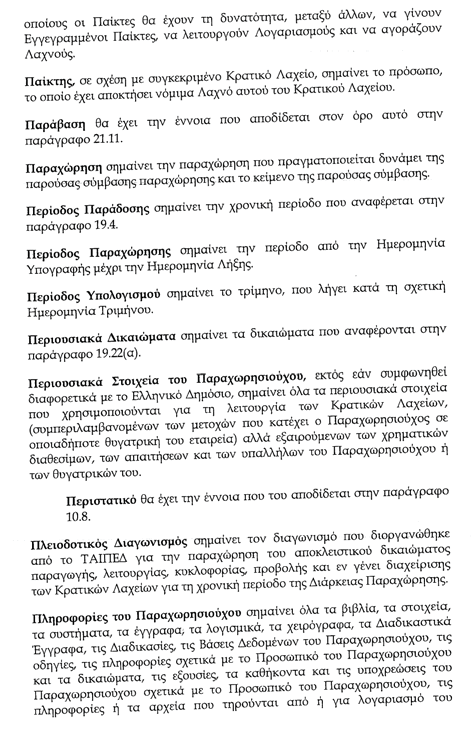 οποίους οι Παίκτες θα έχουν τη δυνατότητα, μεταξύ άλλων, να γίνουν
Εγγεγραμμένοι Παίκτες, να λειτουργούν Λογαριασμούς και να αγοράζουν
Λαχνούς.
Παίκτης, σε σχέση με συγκεκριμένο Κρατικό Λαχείο, σημαίνει το πρόσωπο,
το οποίο έχει αποκτήσει νόμιμα Λαχνό αυτού του Κρατικού Λαχείου.
Παράβαση θα έχει την έννοια που αποδίδεται στον όρο αυτό στην
παράγραφο 21.11.
Παραχώρηση σημαίνει την παραχώρηση που πραγματοποιείται δυνάμει της
παρούσας σύμβασης παραχώρησης και το κείμενο της παρούσας σύμβασης.
Περίοδος Παράδοσης σημαίνει την χρονική περίοδο που αναφέρεται στην
παράγραφο 19.4.
Περίοδος Παραχώρησης σημαίνει την περίοδο από την Ημερομηνία
Υπογραφής μέχρι την Ημερομηνία Λήξης.
Περίοδος Υπολογισμού σημαίνει το τρίμηνο, που λήγει κατά τη σχετική
Ημερομηνία Τριμήνου.
Περιουσιακά Δικαιώματα σημαίνει τα δικαιώματα που αναφέρονται στην
παράγραφο 19.22(α).
Περιουσιακά Στοιχεία του Παραχωρησιούχου, εκτός εάν συμφωνηθεί
διαφορετικά με το Ελληνικό Δημόσιο, σημαίνει όλα τα περιουσιακά στοιχεία
που χρησιμοποιούνται για τη λειτουργία των Κρατικών Λαχείων,
(συμπεριλαμβανομένων των μετοχών που κατέχει ο Παραχωρησιούχος σε
οποιαδήποτε θυγατρική του εταιρεία) αλλά εξαιρούμενων των χρηματικών
διαθεσίμων, των απαιτήσεων και των υπαλλήλων του Παραχωρησιούχου ή
των θυγατρικών του.
Περιστατικό θα έχει την έννοια που του αποδίδεται στην παράγραφο
10.8.
Πλειοδοτικός Διαγωνισμός σημαίνει τον διαγωνισμό που διοργανώθηκε
από το ΤΑΙΠΕΔ για την παραχώρηση του αποκλειστικού δικαιώματος
παραγωγής, λειτουργίας, κυκλοφορίας, προβολής και εν γένει διαχείρισης
των Κρατικών Λαχείων για τη χρονική περίοδο της Διάρκειας Παραχώρησης.
Πληροφορίες του Παραχωρησιούχου σημαίνει όλα τα βιβλία, τα στοιχεία,
τα συστήματα, τα έγγραφα, τα λογισμικά, τα χειρόγραφα, τα Διαδικαστικά
Έγγραφα, τις Διαδικασίες, τις Βάσεις Δεδομένων του Παραχωρησιούχου, τις
οδηγίες, τις πληροφορίες σχετικά με το Προσωπικό του Παραχωρησιούχου
και τα δικαιώματα, τις εξουσίες, τα καθήκοντα και τις υποχρεώσεις του
Παραχωρησιούχου σχετικά με το Προσωπικό του Παραχωρησιούχου, τις
πληροφορίες ή τα αρχεία που τηρούνται από ή για λογαριασμό του